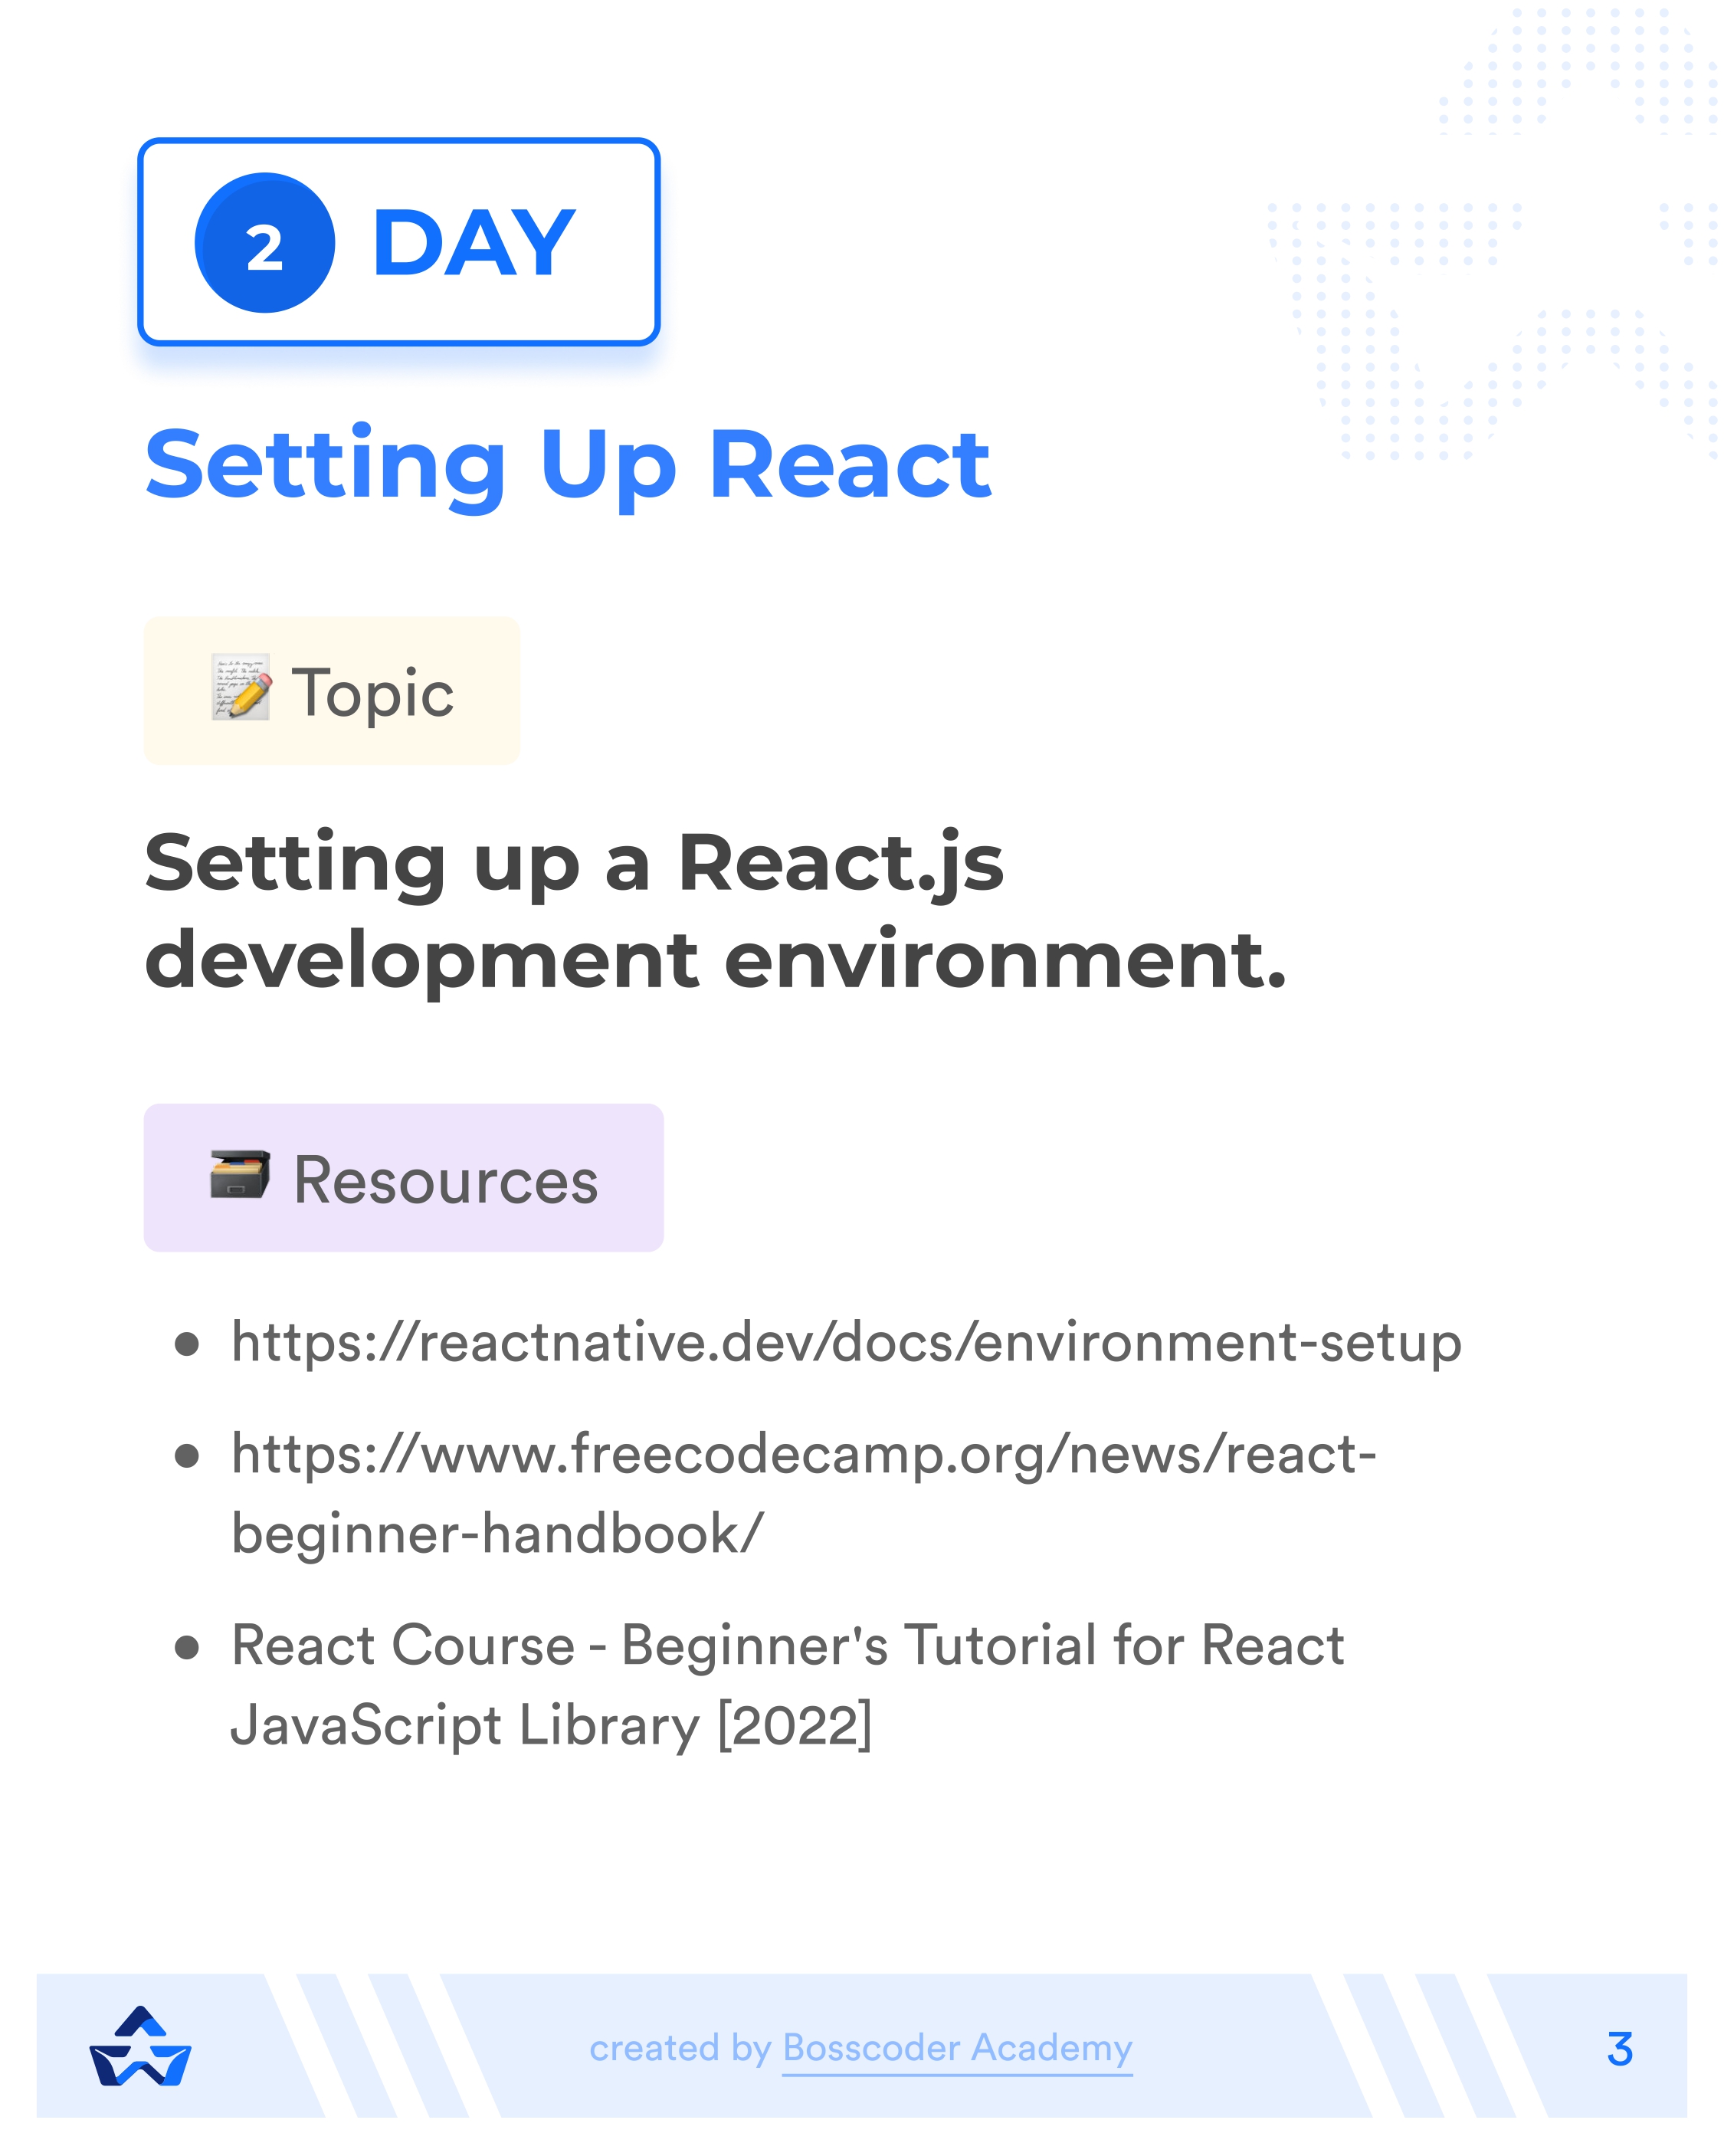 2 DAY
Setting Up React
Topic
Setting up a React.js
development environment.
Resources
https://reactnative.dev/docs/environment-setup
https://www.freecodecamp.org/news/react-
beginner-handbook/
React Course - Beginner's Tutorial for React
JavaScript Library [2022]
created by Bosscoder Academy
3